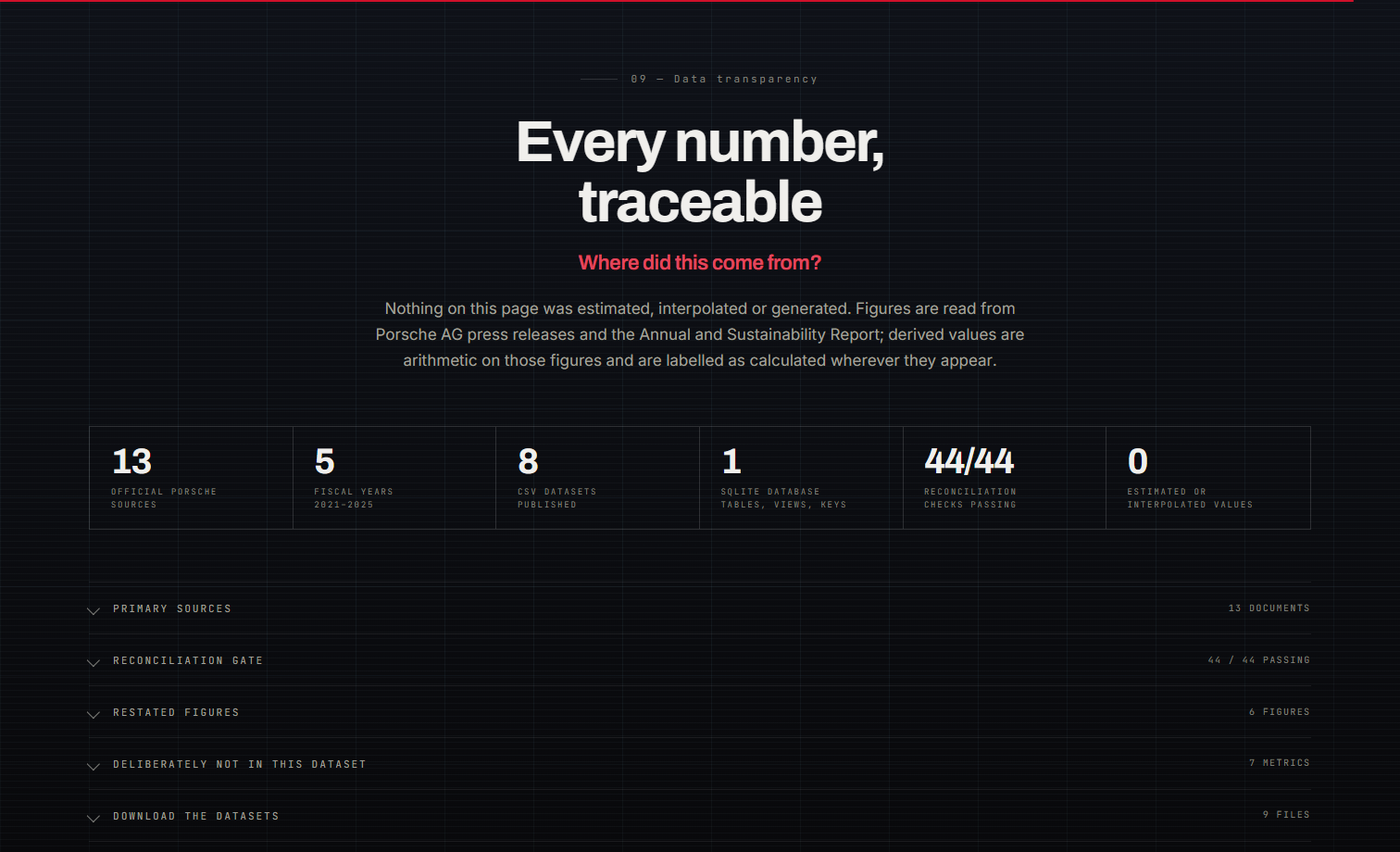 09 — Data transparency
Every number,
traceable
Where did this come from?
Nothing on this page was estimated, interpolated or generated. Figures are read from
Porsche AG press releases and the Annual and Sustainability Report; derived values are
arithmetic on those figures and are labelled as calculated wherever they appear.
13
OFFICIAL PORSCHE
SOURCES
5
FISCAL YEARS
2021–2025
8
CSV DATASETS
PUBLISHED
1
SQLITE DATABASE
TABLES, VIEWS, KEYS
44/44
RECONCILIATION
CHECKS PASSING
0
ESTIMATED OR
INTERPOLATED VALUES
PRIMARY SOURCES 13 DOCUMENTS
RECONCILIATION GATE 44 / 44 PASSING
RESTATED FIGURES 6 FIGURES
DELIBERATELY NOT IN THIS DATASET 7 METRICS
DOWNLOAD THE DATASETS 9 FILES